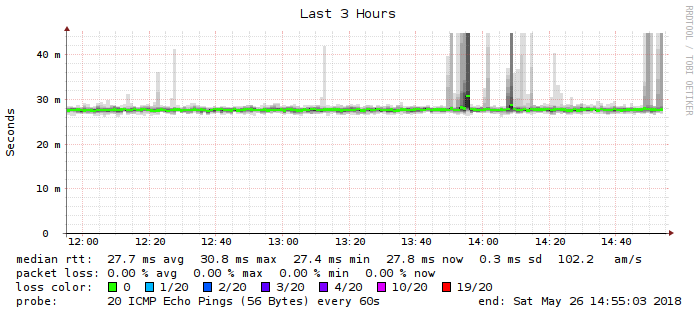 Last 3 Hours
RRDTOOL / TOBI OETIKER
Seconds
40 m
30 m
20 m
10 m
0
12:00 12:20 12:40 13:00 13:20 13:40 14:00 14:20 14:40
median rtt: 27.7 ms avg 30.8 ms max 27.4 ms min 27.8 ms now 0.3 ms sd 102.2 am/s
packet loss: 0.00 % avg 0.00 % max 0.00 % min 0.00 % now
loss color: 0 1/20 2/20 3/20 4/20 10/20 19/20
probe: 20 ICMP Echo Pings (56 Bytes) every 60s end: Sat May 26 14:55:03 2018